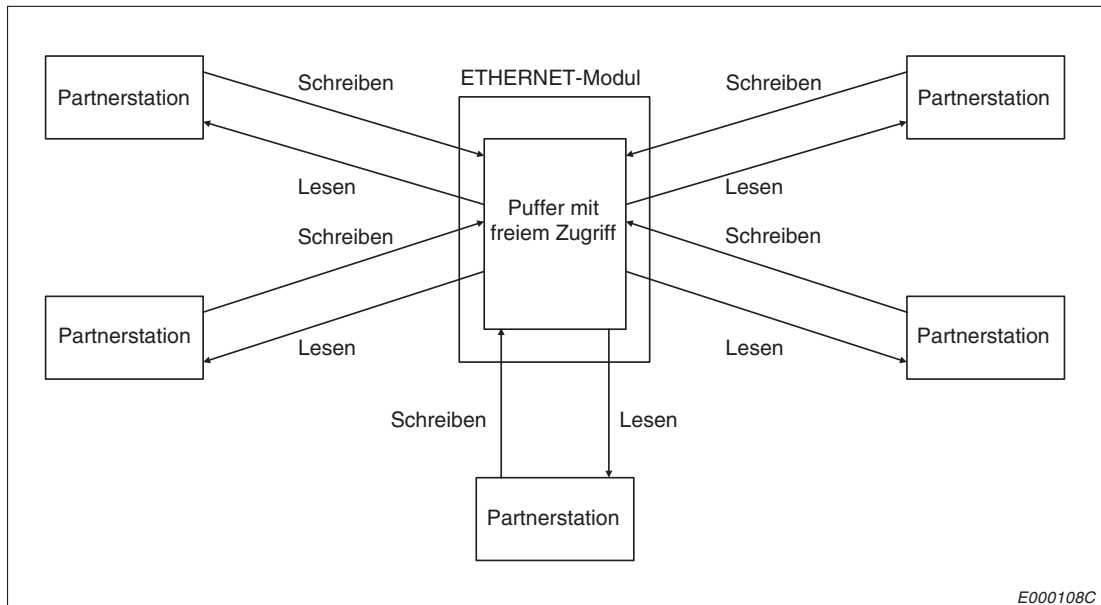 ETHERNET-Modul
Partnerstation
Schreiben
Schreiben
Partnerstation
Lesen
Lesen
Puffer mit
freiem Zugriff
Schreiben
Schreiben
Partnerstation
Partnerstation
Lesen
Lesen
Schreiben
Lesen
Partnerstation
E000108C